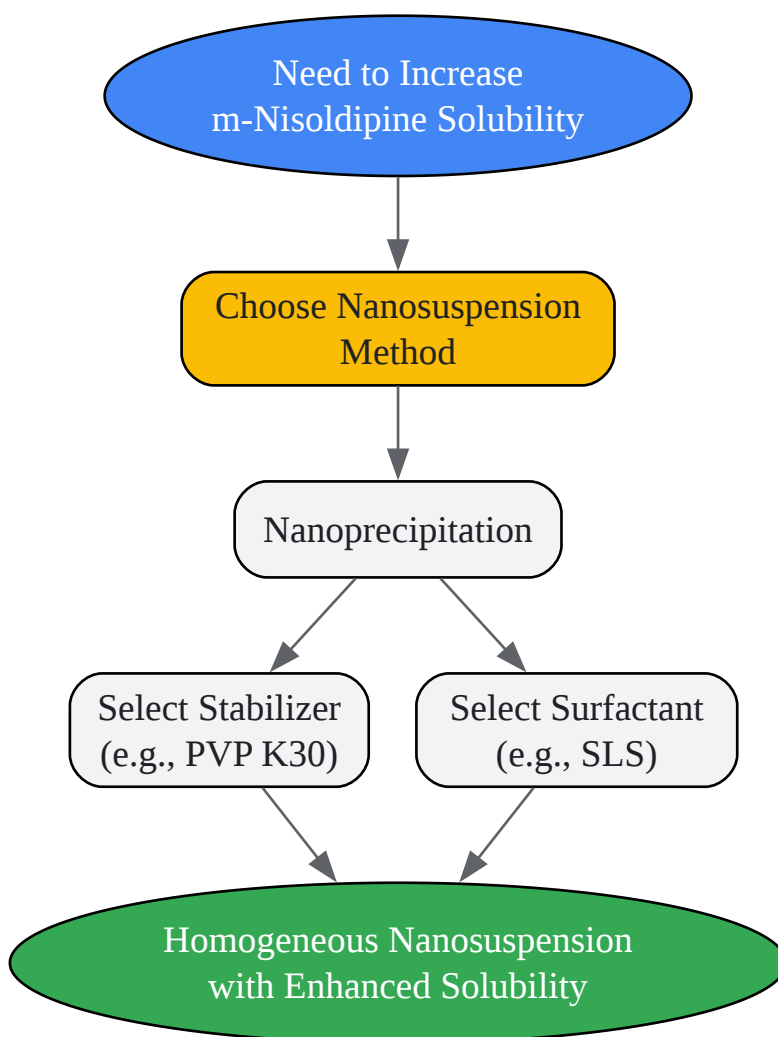 Need to Increase
m-Nisoldipine Solubility
Choose Nanosuspension
Method
Nanoprecipitation
Select Stabilizer
(e.g., PVP K30)
Select Surfactant
(e.g., SLS)
Homogeneous Nanosuspension
with Enhanced Solubility